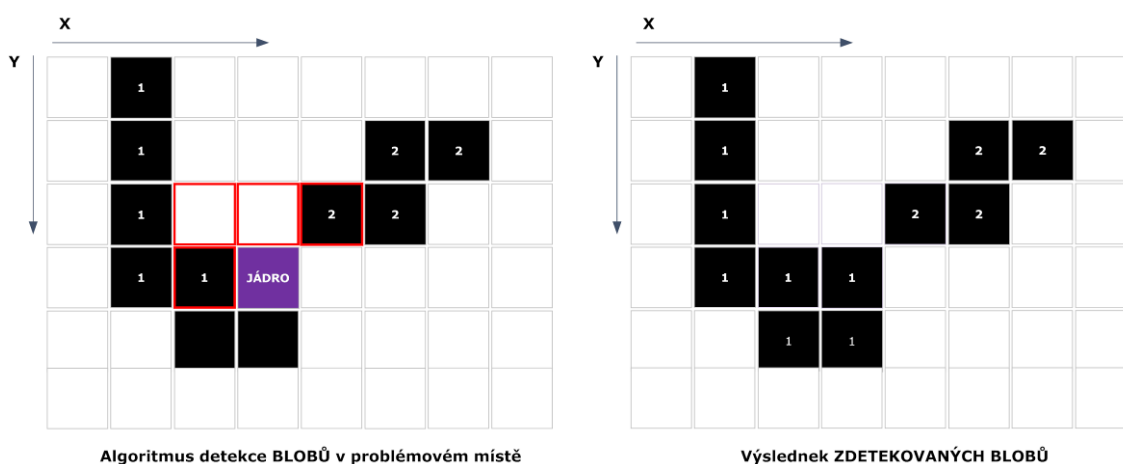 X X
Y Y
1 1
1 2 2 1 2 2
1 2 2 1 2 2
1 1 JÁDRO 1 1 1
1 1
Algoritmus detekce BLOBŮ v problémovém místě
Výslednek ZDETEKOVANÝCH BLOBŮ